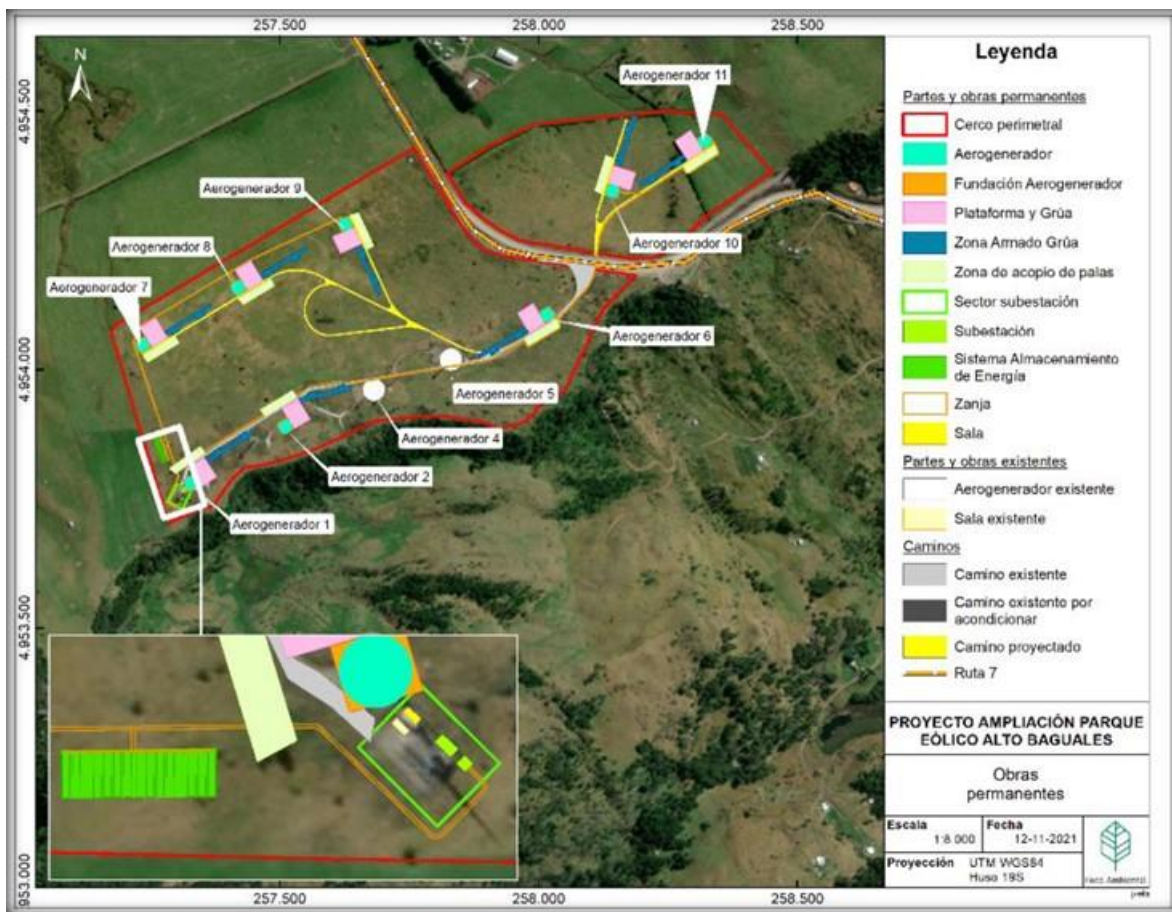 257.500
258.000
258.500
4.954.500
4.954.000
4.953.500
4.953.000
N
Aerogenerador 11
Aerogenerador 9
Aerogenerador 8
Aerogenerador 10
Aerogenerador 7
Aerogenerador 6
Aerogenerador 5
Aerogenerador 4
Aerogenerador 2
Aerogenerador 1
257.500
258.000
258.500
Leyenda
Partes y obras permanentes
Cerco perimetral
Aerogenerador
Fundación Aerogenerador
Plataforma y Grúa
Zona Armado Grúa
Zona de acopio de palas
Sector subestación
Subestación
Sistema Almacenamiento
de Energía
Zanja
Sala
Partes y obras existentes
Aerogenerador existente
Sala existente
Caminos
Camino existente
Camino existente por
acondicionar
Camino proyectado
Ruta 7
PROYECTO AMPLIACIÓN PARQUE
EÓLICO ALTO BAGUALES
Obras
permanentes
Escala
1:8.000
Fecha
12-11-2021
Proyección UTM WGS84
Huso 19S
Ambiental